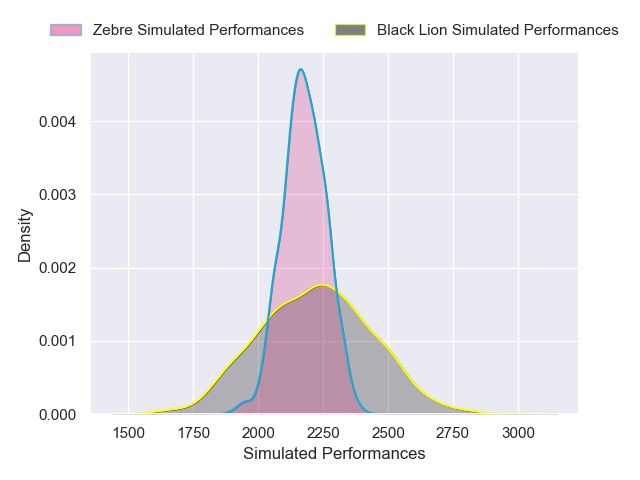 Zebre Simulated Performances Black Lion Simulated Performances
0.004
0.003
0.002
0.001
0.000
Density
1500 1750 2000 2250 2500 2750 3000
Simulated Performances